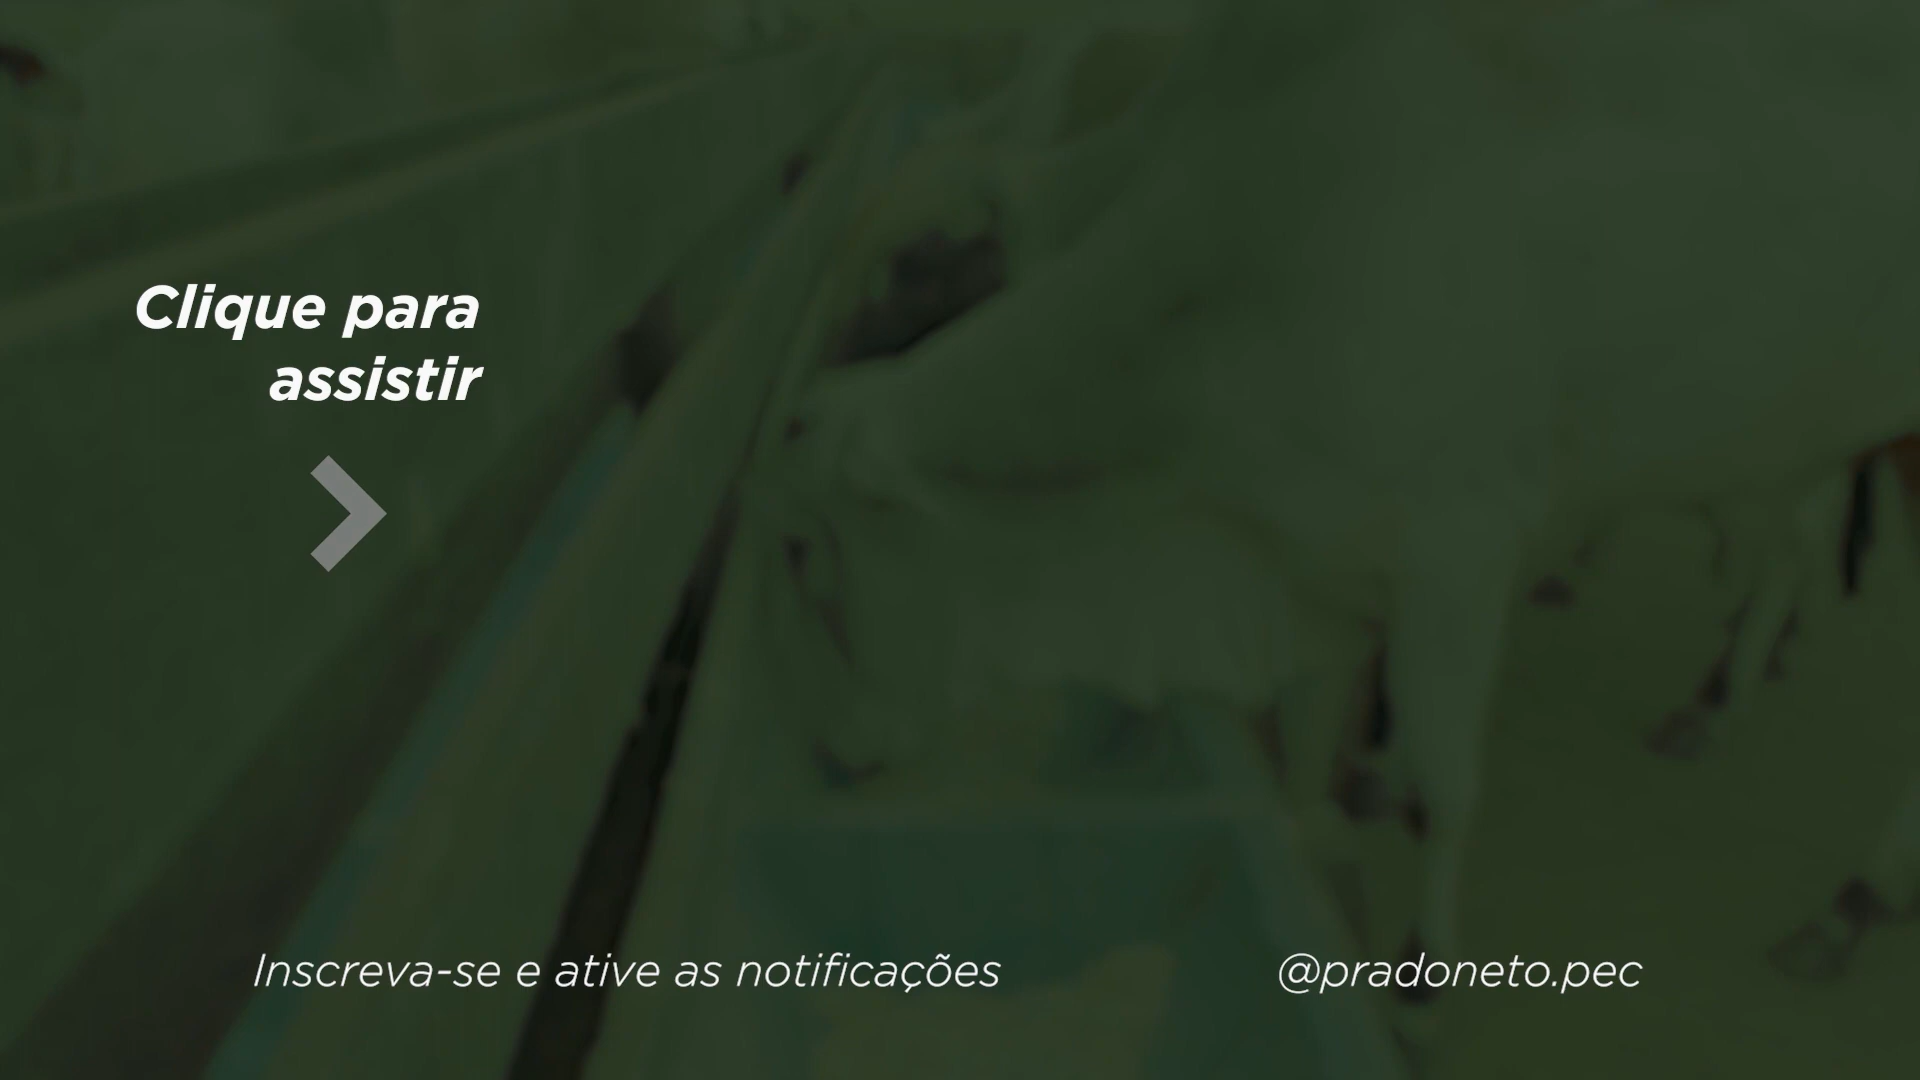 Clique para
assistir
Inscreva-se e ative as notificações
@pradoneto.pec